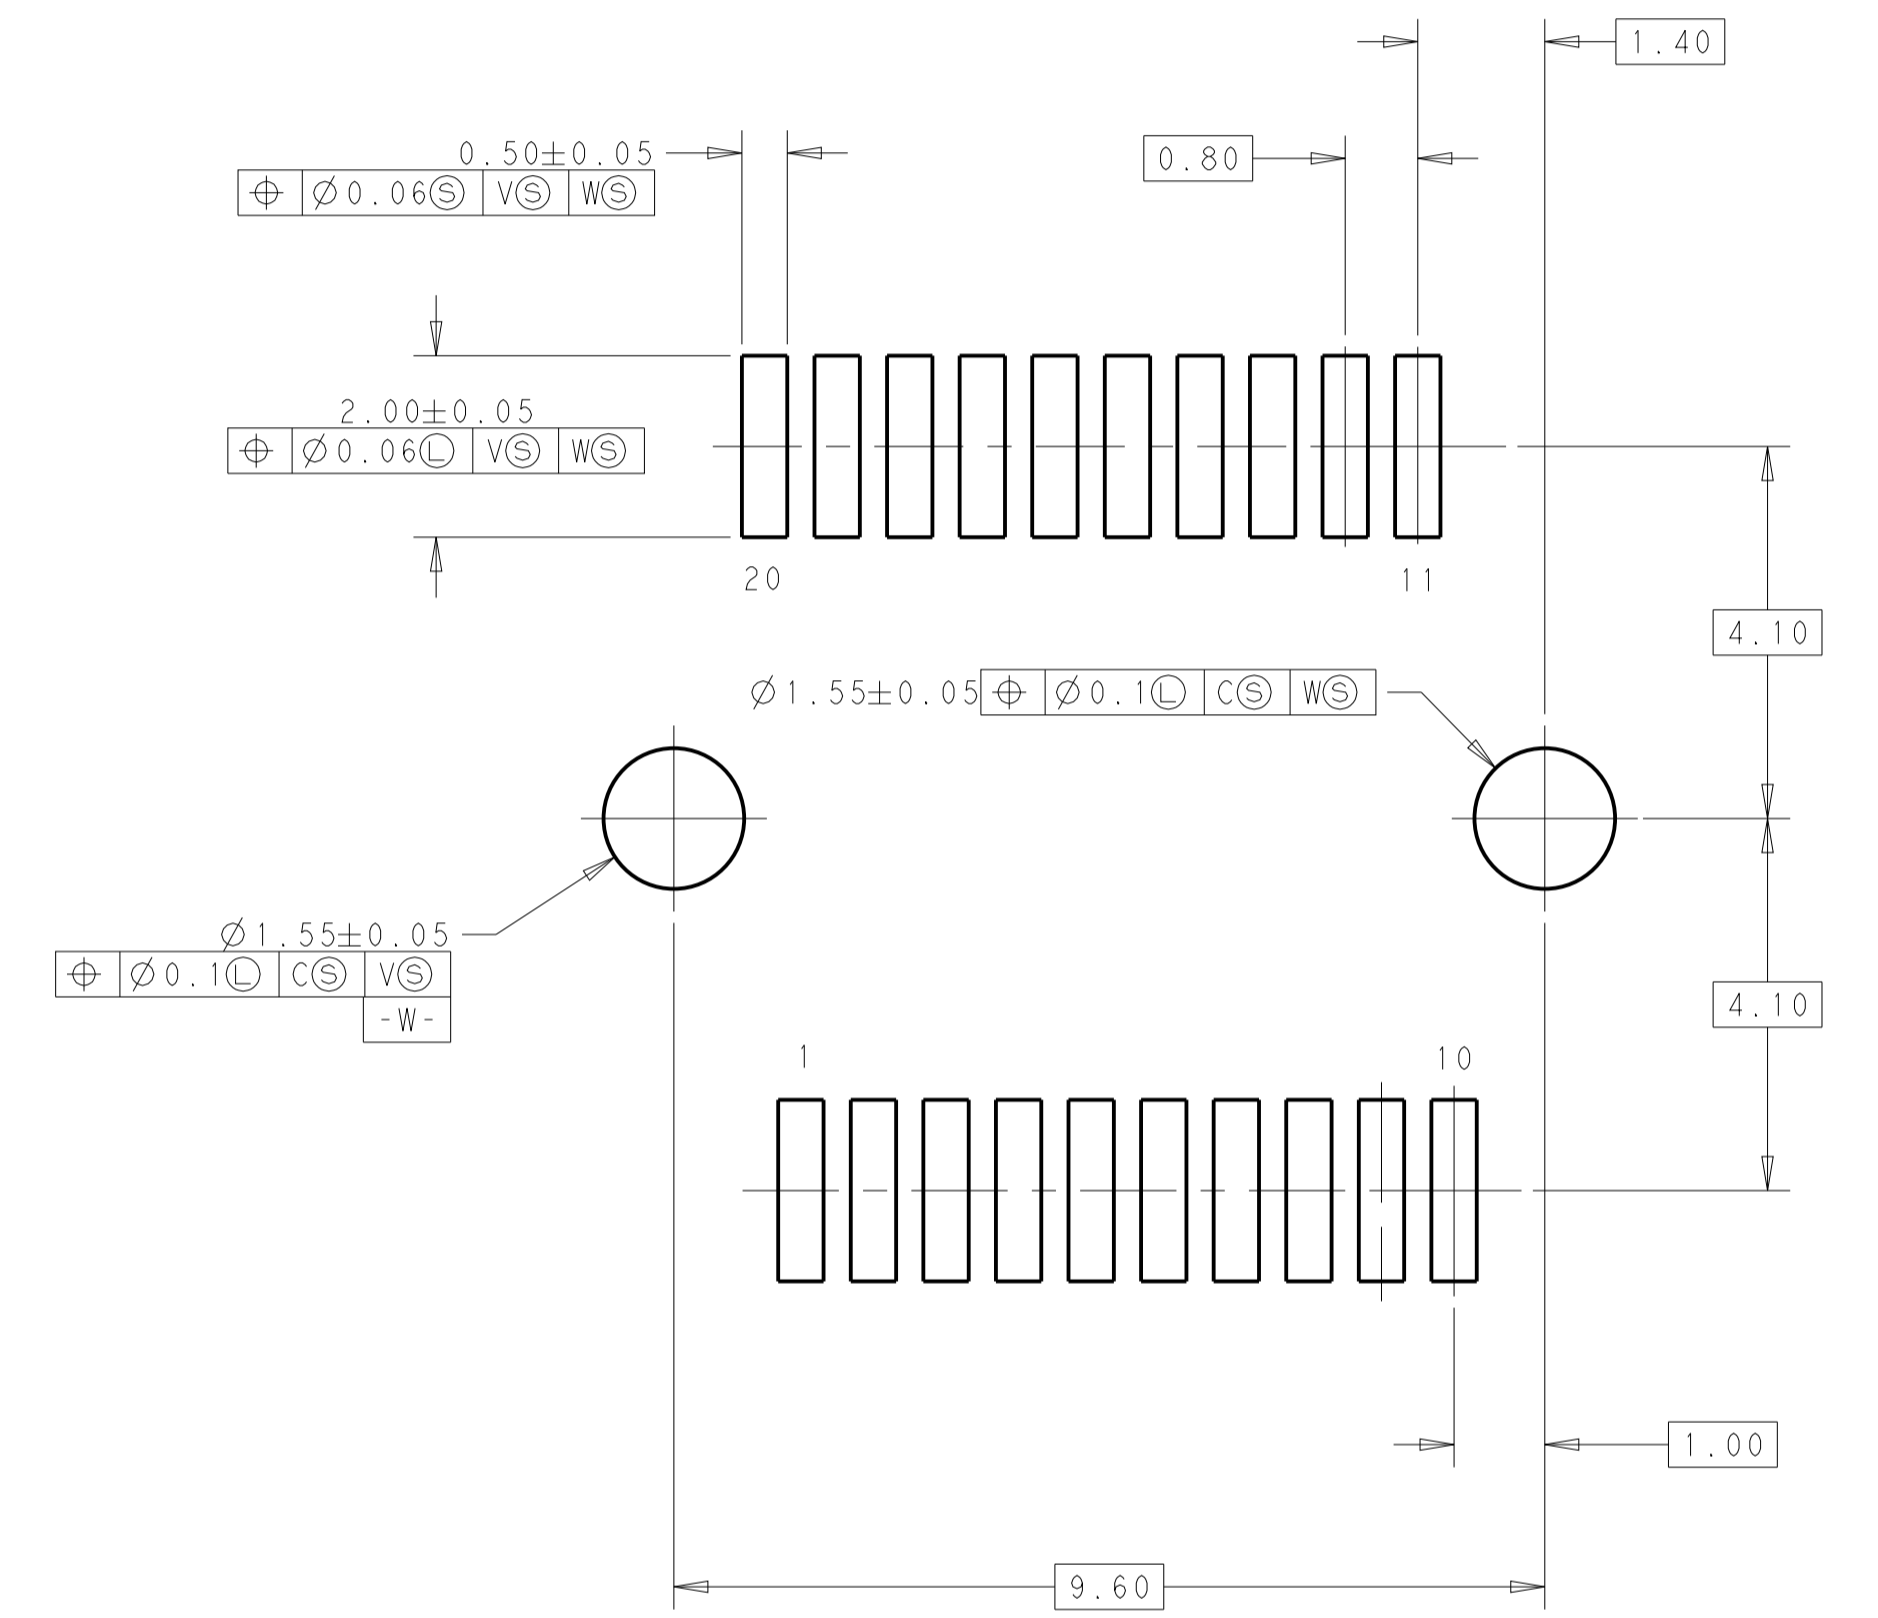 1.40
0.50±0.05
0.80
⌖ Ø0.06Ⓢ VⓈ WⓈ
2.00±0.05
⌖ Ø0.06Ⓛ VⓈ WⓈ
20
11
4.10
Ø1.55±0.05 ⌖ Ø0.1Ⓛ CⓈ WⓈ
Ø1.55±0.05
⌖ Ø0.1Ⓛ CⓈ VⓈ
-W-
4.10
1
10
1.00
9.60